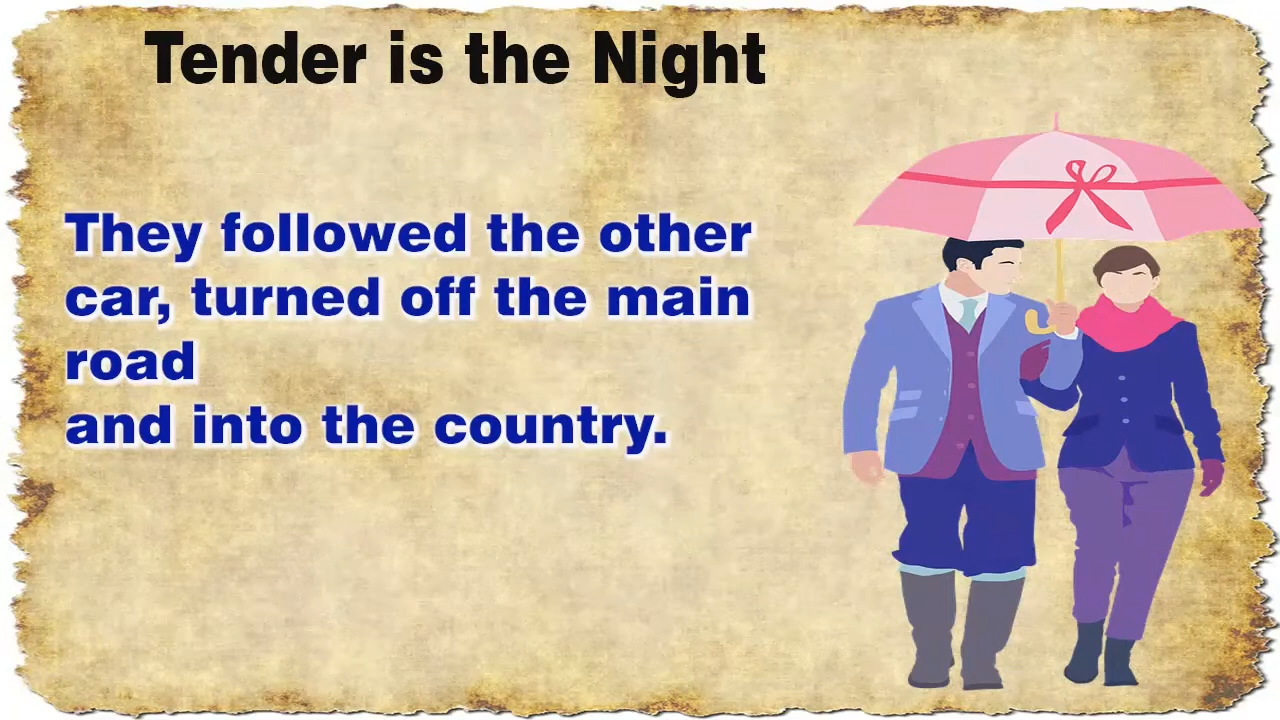 Tender is the Night
They followed the other
car, turned off the main
road
and into the country.